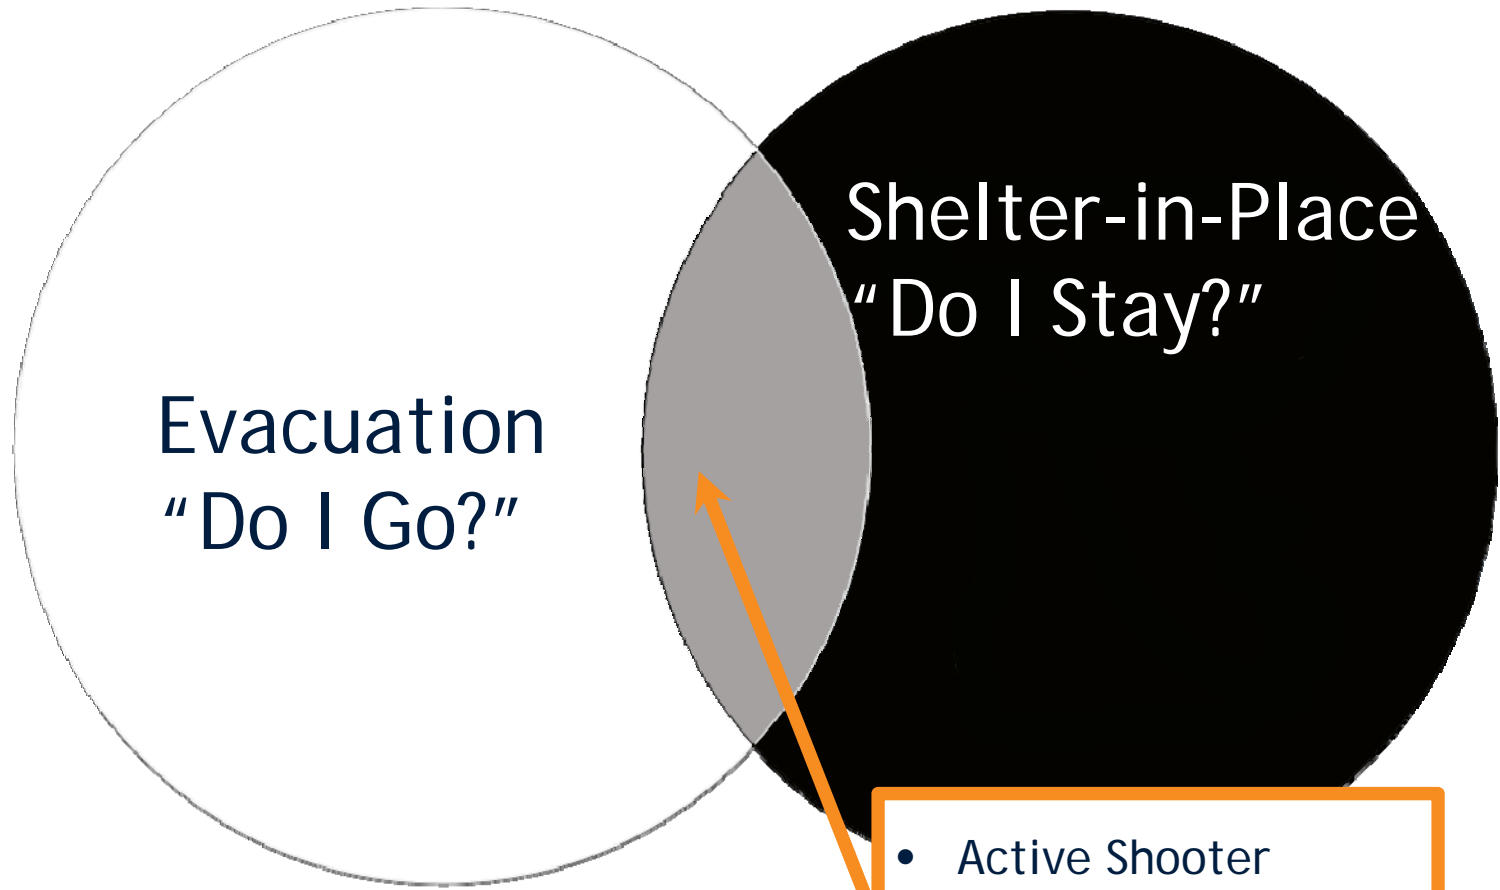 Shelter-in-Place
“Do I Stay?”
Evacuation
“Do I Go?”
• Active Shooter